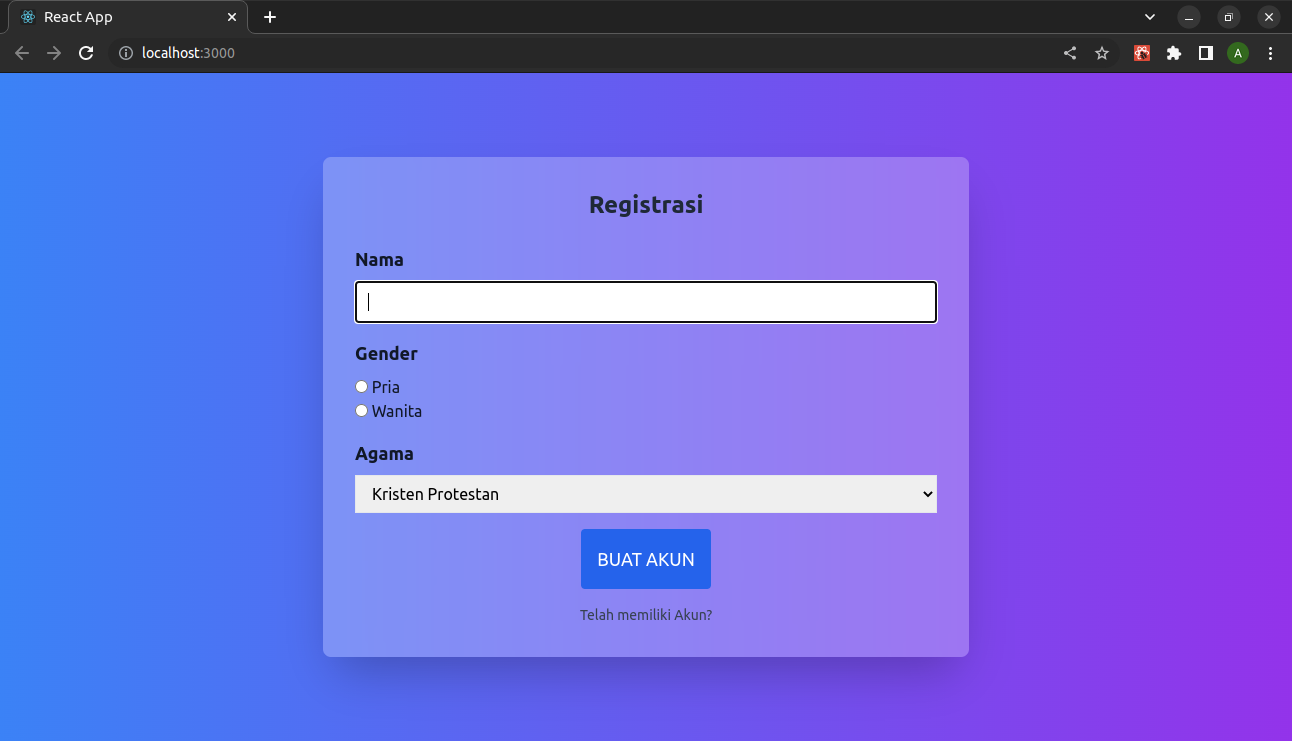 React App
localhost:3000
A
Registrasi
Nama
Gender
Pria
Wanita
Agama
Kristen Protestan
BUAT AKUN
Telah memiliki Akun?